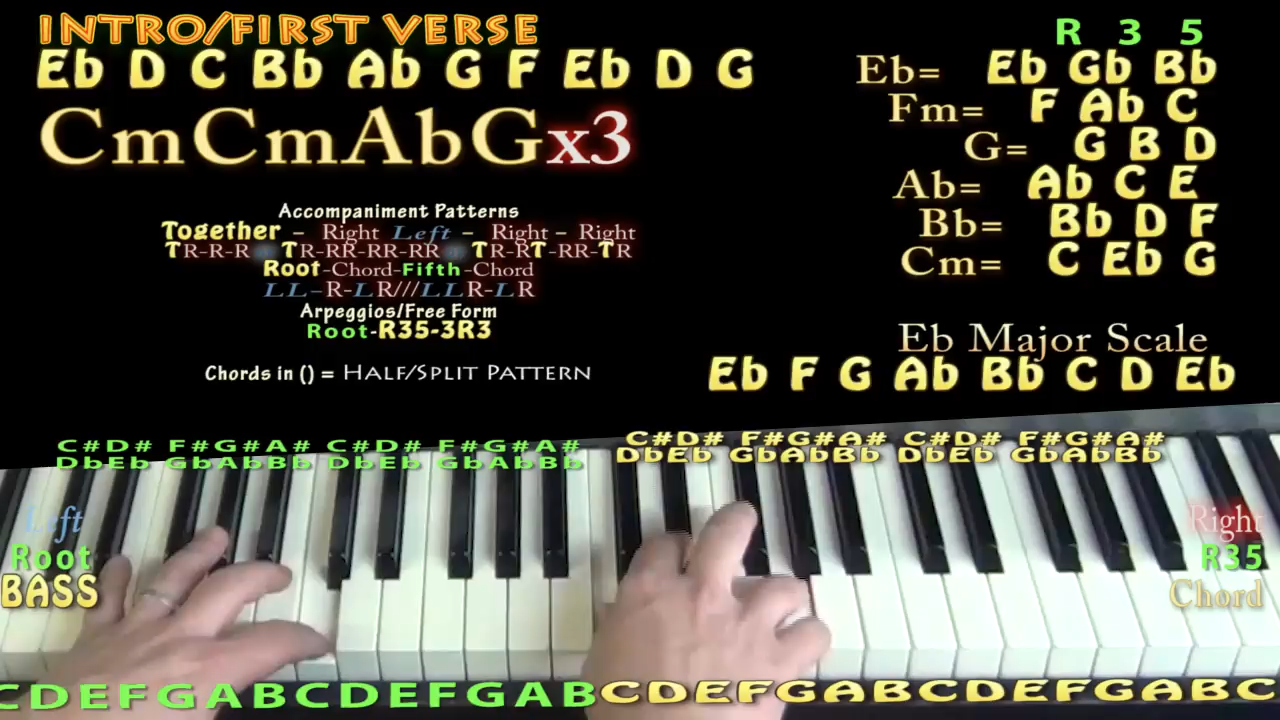 INTRO/FIRST VERSE
Eb D C Bb Ab G F Eb D G
CmCmAbGx3
Accompaniment Patterns
Together - Right Left - Right - Right
TR-R-R TR-RR-RR-RR TR-RT-RR-TR
Root-Chord-Fifth-Chord
LL-R-LR///LLR-LR
Arpeggios/Free Form
Root-R35-3R3
Chords in () = HALF/SPLIT PATTERN
R 3 5
Eb= Eb Gb Bb
Fm= F Ab C
G= G B D
Ab= Ab C E
Bb= Bb D F
Cm= C Eb G
Eb Major Scale
Eb F G Ab Bb C D Eb
C#D# F#G#A# C#D# F#G#A# C#D# F#G#A# C#D# F#G#A#
DbEb GbAbBb DbEb GbAbBb DbEb GbAbBb DbEb GbAbBb
Left
Root
BASS
Right
R35
Chord
CDEFGABCDEFGABCDEFGABCDEFGABC